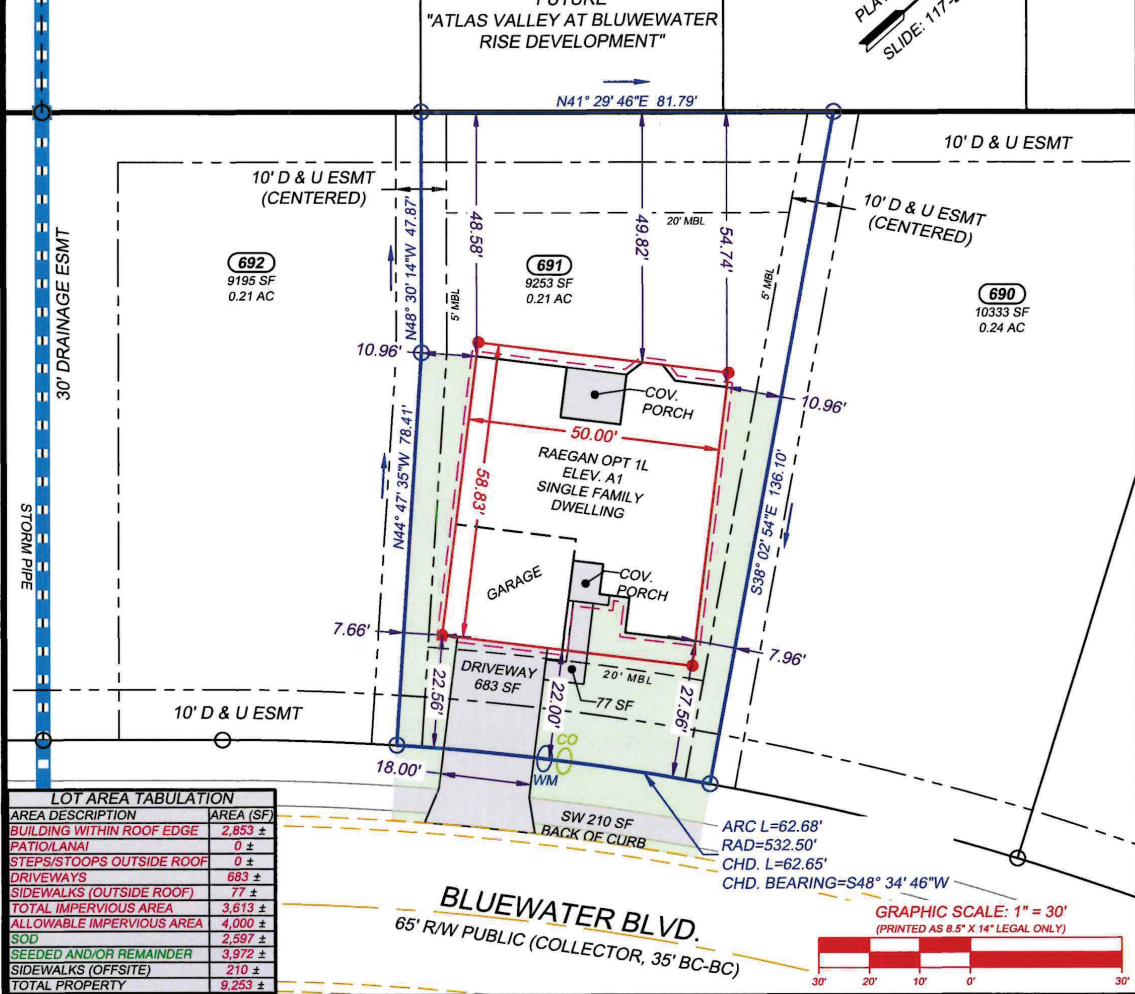 FUTURE
"ATLAS VALLEY AT BLUWEWATER
RISE DEVELOPMENT"
SLIDE: 117-
N41° 29' 46"E 81.79'
10' D & U ESMT
(CENTERED)
10' D & U ESMT
10' D & U ESMT
(CENTERED)
30' DRAINAGE ESMT
STORM PIPE
692
9195 SF
0.21 AC
691
9253 SF
0.21 AC
690
10333 SF
0.24 AC
N48° 30' 14"W 47.87'
N44° 47' 35"W 78.41'
S38° 02' 54"E 136.10'
5' MBL
5' MBL
20' MBL
48.58'
49.82'
54.74'
10.96'
10.96'
COV.
PORCH
50.00'
58.83'
RAEGAN OPT 1L
ELEV. A1
SINGLE FAMILY
DWELLING
GARAGE
COV.
PORCH
7.66'
7.96'
DRIVEWAY
683 SF
20' MBL
77 SF
22.56'
22.00'
27.56'
10' D & U ESMT
CO
WM
18.00'
SW 210 SF
BACK OF CURB
ARC L=62.68'
RAD=532.50'
CHD. L=62.65'
CHD. BEARING=S48° 34' 46"W
BLUEWATER BLVD.
65' R/W PUBLIC (COLLECTOR, 35' BC-BC)
LOT AREA TABULATION
AREA DESCRIPTION AREA (SF)
BUILDING WITHIN ROOF EDGE 2,853 ±
PATIO/LANAI 0 ±
STEPS/STOOPS OUTSIDE ROOF 0 ±
DRIVEWAYS 683 ±
SIDEWALKS (OUTSIDE ROOF) 77 ±
TOTAL IMPERVIOUS AREA 3,613 ±
ALLOWABLE IMPERVIOUS AREA 4,000 ±
SOD 2,597 ±
SEEDED AND/OR REMAINDER 3,972 ±
SIDEWALKS (OFFSITE) 210 ±
TOTAL PROPERTY 9,253 ±
GRAPHIC SCALE: 1" = 30'
(PRINTED AS 8.5" X 14" LEGAL ONLY)
30' 20' 10' 0' 30'